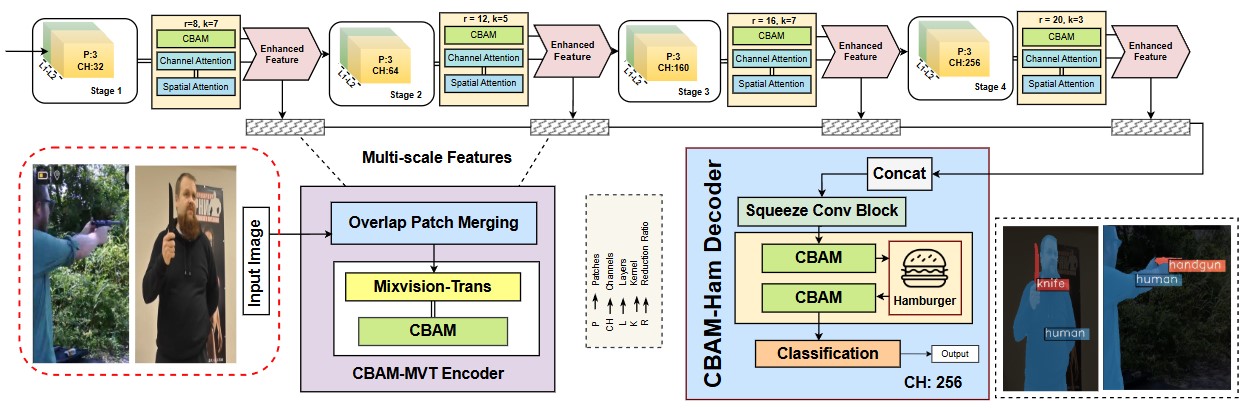 r=8, k=7
CBAM
Channel Attention
Spatial Attention
P:3
CH:32
L1-L2
Stage 1
Enhanced
Feature
r = 12, k=5
CBAM
Channel Attention
Spatial Attention
P:3
CH:64
L1-L2
Stage 2
Enhanced
Feature
r = 16, k=7
CBAM
Channel Attention
Spatial Attention
P:3
CH:160
L1-L2
Stage 3
Enhanced
Feature
r = 20, k=3
CBAM
Channel Attention
Spatial Attention
P:3
CH:256
L1-L2
Stage 4
Enhanced
Feature
Multi-scale Features
Input Image
Overlap Patch Merging
Mixvision-Trans
CBAM
CBAM-MVT Encoder
P → Patches
CH → Channels
L → Layers
K → Kernel
R → Reduction Ratio
CBAM-Ham Decoder
Concat
Squeeze Conv Block
CBAM
CBAM
Hamburger
Classification
Output
CH: 256
knife
human
handgun
human